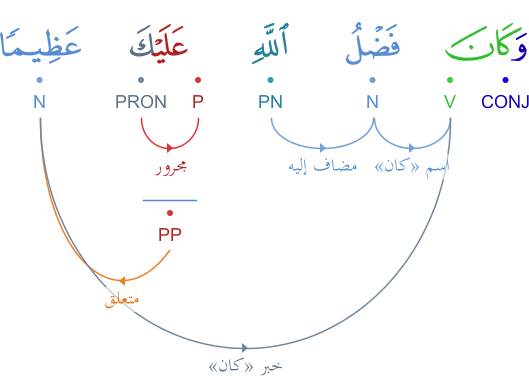 وَكَانَ فَضْلُ ٱللَّهِ عَلَيْكَ عَظِيمًا
CONJ V N PN P PRON N
اسم «كان» مضاف إليه مجرور
PP
متعلق
خبر «كان»